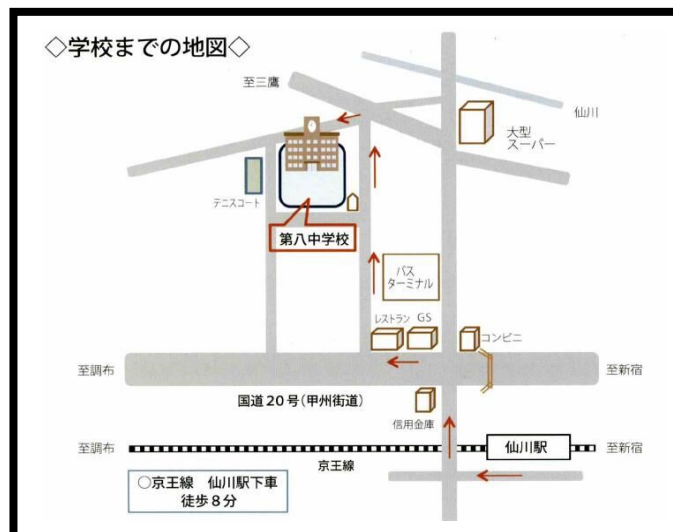 ◇学校までの地図◇
至三鷹
仙川
大型
スーパー
テニスコート
第八中学校
バス
ターミナル
レストラン
GS
コンビニ
至調布
至新宿
国道20号(甲州街道)
信用金庫
至調布
仙川駅
至新宿
京王線
○京王線 仙川駅下車
徒歩8分